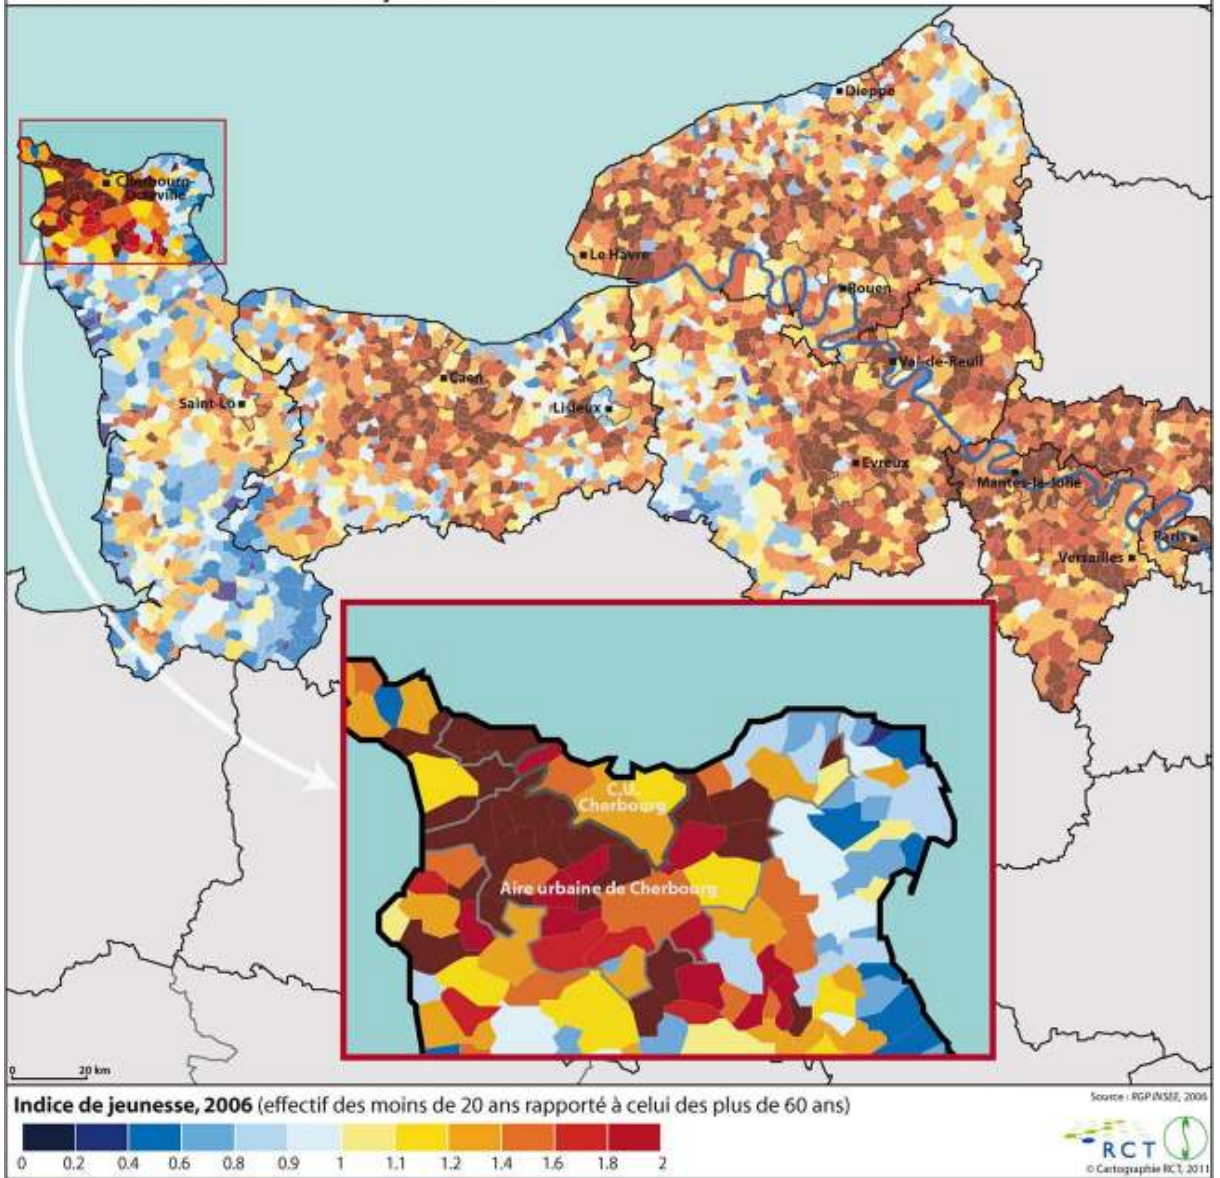 Dieppe
Cherbourg-
Octeville
Le Havre
Rouen
Val-de-Reuil
Caen
Saint-Lô
Lisieux
Evreux
Mantes-la-Jolie
Paris
Versailles
C.U.
Cherbourg
Aire urbaine de Cherbourg
0 20 km
Indice de jeunesse, 2006 (effectif des moins de 20 ans rapporté à celui des plus de 60 ans)
0 0.2 0.4 0.6 0.8 0.9 1 1.1 1.2 1.4 1.6 1.8 2
Source : RGP INSEE, 2006
RCT
© Cartographie RCT, 2011